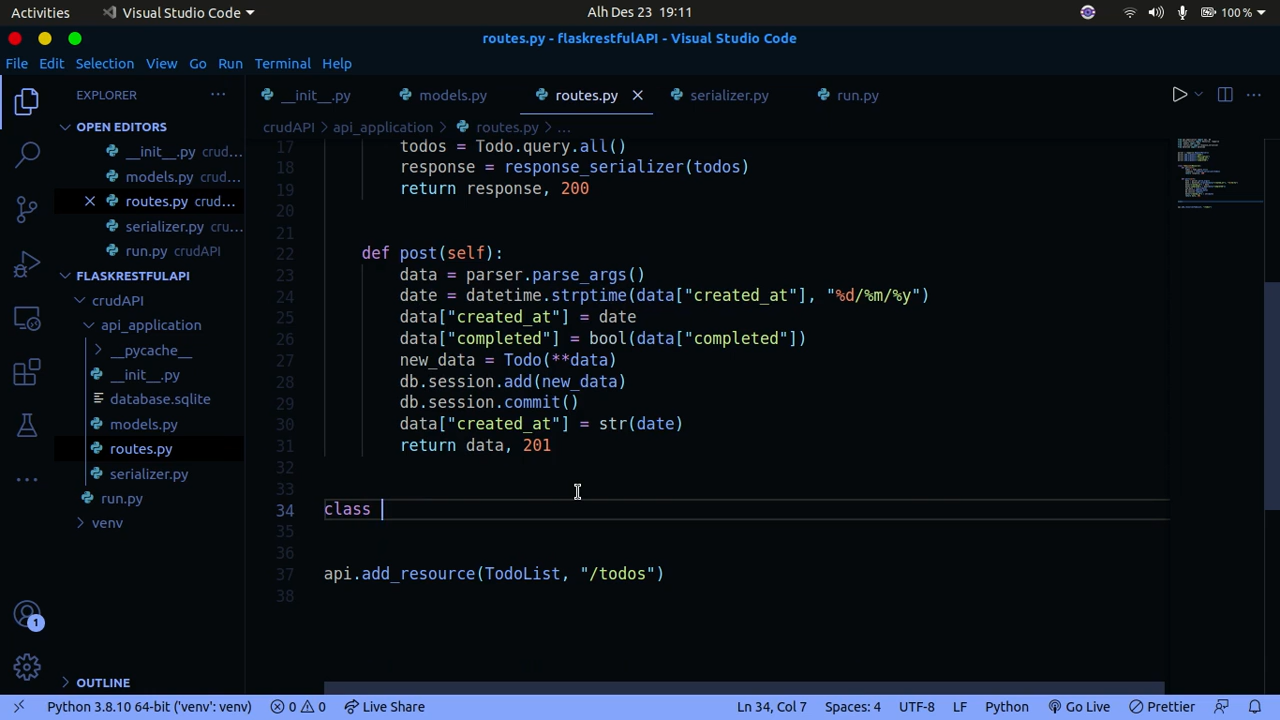 Activities Visual Studio Code Alh Des 23 19:11 100 %
routes.py - flaskrestfulAPI - Visual Studio Code
File Edit Selection View Go Run Terminal Help
EXPLORER ...
__init__.py models.py routes.py serializer.py run.py
OPEN EDITORS
crudAPI > api_application > routes.py > ...
__init__.py crud...
models.py crud...
routes.py crud...
serializer.py cru...
run.py crudAPI
FLASKRESTFULAPI
crudAPI
api_application
__pycache__
__init__.py
database.sqlite
models.py
routes.py
serializer.py
run.py
venv
OUTLINE
1
17 todos = Todo.query.all()
18 response = response_serializer(todos)
19 return response, 200
20
21
22 def post(self):
23 data = parser.parse_args()
24 date = datetime.strptime(data["created_at"], "%d/%m/%y")
25 data["created_at"] = date
26 data["completed"] = bool(data["completed"])
27 new_data = Todo(**data)
28 db.session.add(new_data)
29 db.session.commit()
30 data["created_at"] = str(date)
31 return data, 201
32
33
34 class
35
36
37 api.add_resource(TodoList, "/todos")
38
Python 3.8.10 64-bit ('venv': venv) 0 0 Live Share Ln 34, Col 7 Spaces: 4 UTF-8 LF Python Go Live Prettier